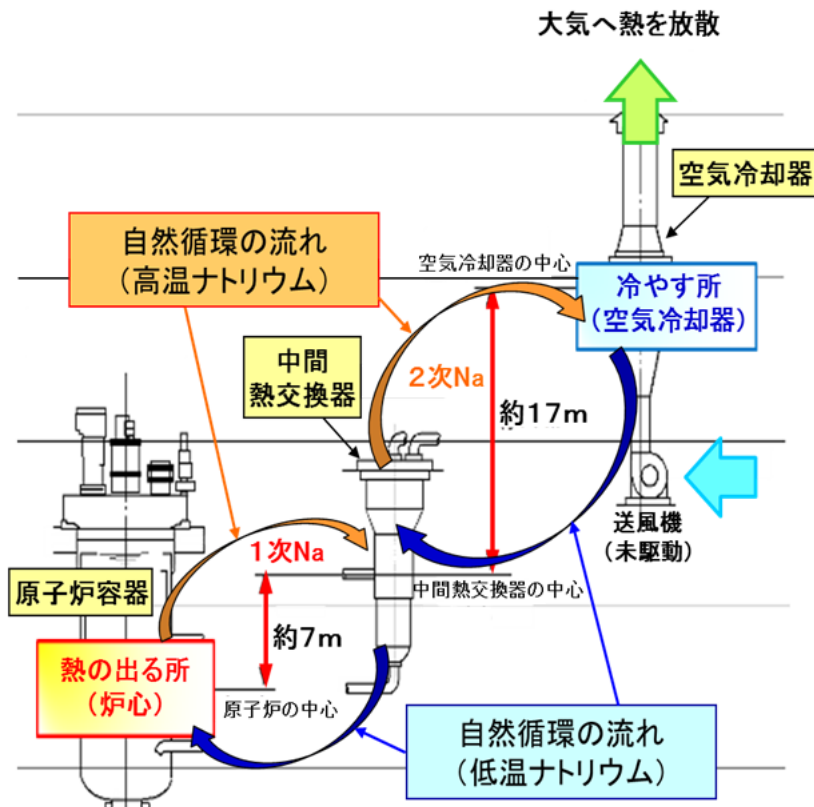 大気へ熱を放散
空気冷却器
自然循環の流れ
(高温ナトリウム)
空気冷却器の中心
冷やす所
(空気冷却器)
中間
熱交換器
2次Na
約17m
送風機
(未駆動)
1次Na
原子炉容器
中間熱交換器の中心
約7m
熱の出る所
(炉心)
原子炉の中心
自然循環の流れ
(低温ナトリウム)